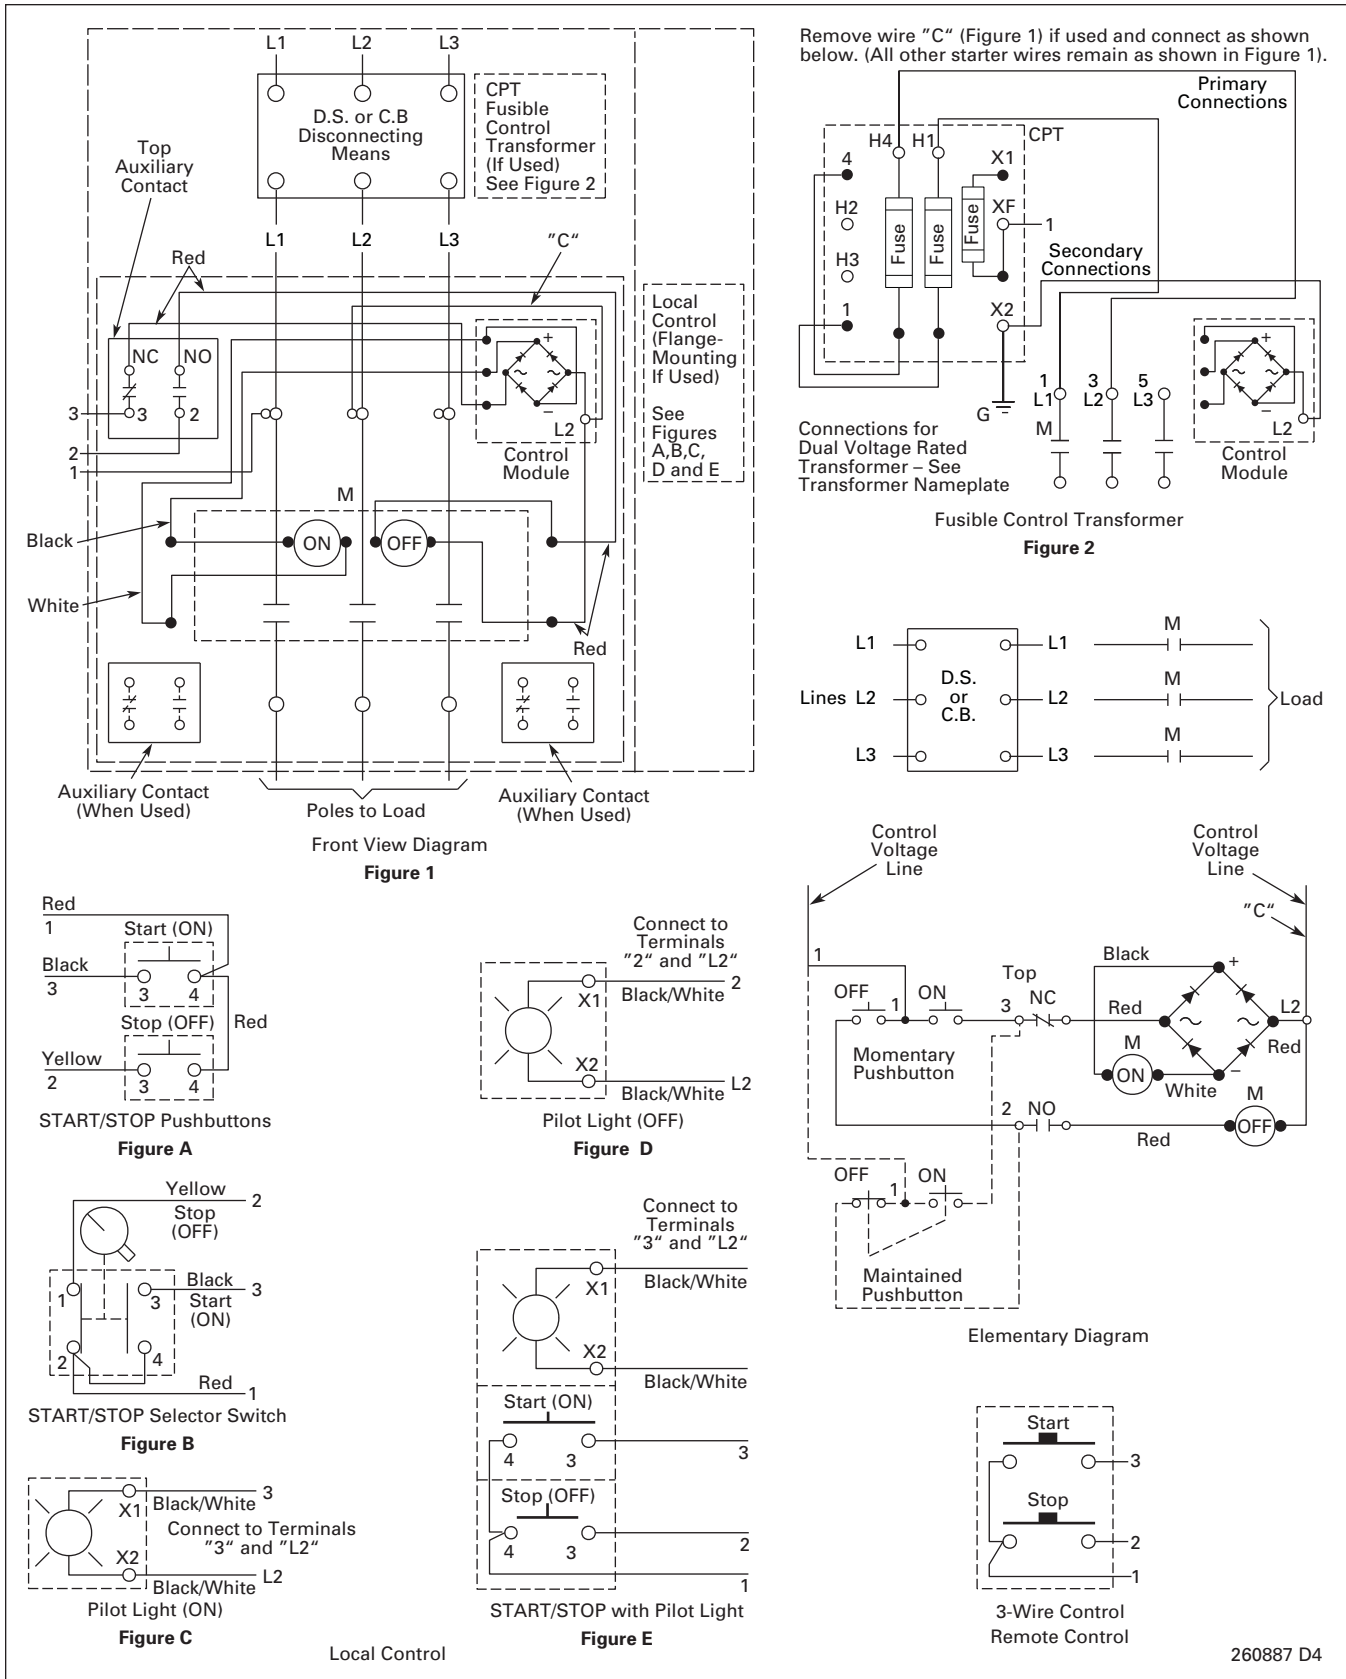 L1 L2 L3
D.S. or C.B
Disconnecting
Means
CPT
Fusible
Control
Transformer
(If Used)
See Figure 2
Top
Auxiliary
Contact
L1 L2 L3 "C"
Red
Local
Control
(Flange-
Mounting
If Used)
See
Figures
A,B,C,
D and E
NC NO
3 3 2
2
1
+
–
L2
Control
Module
M
Black
ON OFF
White
Red
Auxiliary Contact
(When Used)
Poles to Load
Auxiliary Contact
(When Used)
Front View Diagram
Figure 1
Remove wire "C" (Figure 1) if used and connect as shown
below. (All other starter wires remain as shown in Figure 1).
Primary
Connections
H4 H1 CPT
4 X1
H2 XF
Fuse Fuse Fuse
1
H3
Secondary
Connections
1 X2
G
1 3 5
L1 L2 L3
M
+
–
L2
Control
Module
Connections for
Dual Voltage Rated
Transformer – See
Transformer Nameplate
Fusible Control Transformer
Figure 2
L1 L1 M
Lines L2 L2 M
L3 L3 M
D.S.
or
C.B.
Load
Control
Voltage
Line
Control
Voltage
Line
"C"
1
Black +
OFF 1 ON
Top
3 NC
Red
L2
Red
Momentary
Pushbutton
M
ON
White –
M
2 NO
Red
OFF
OFF 1 ON
Maintained
Pushbutton
Elementary Diagram
Red
1
Start (ON)
Black
3
3 4
Stop (OFF)
Red
Yellow
2
3 4
START/STOP Pushbuttons
Figure A
Yellow
2
Stop
(OFF)
1 3
Black
3
Start
(ON)
2 4
Red
1
START/STOP Selector Switch
Figure B
X1
3
Black/White
Connect to Terminals
"3" and "L2"
X2
L2
Black/White
Pilot Light (ON)
Figure C
Connect to
Terminals
"2" and "L2"
X1
2
Black/White
X2
L2
Black/White
Pilot Light (OFF)
Figure D
Connect to
Terminals
"3" and "L2"
X1
Black/White
X2
Black/White
Start (ON)
4 3 3
Stop (OFF)
4 3 2
1
START/STOP with Pilot Light
Figure E
Start
3
Stop
2
1
3-Wire Control
Remote Control
Local Control
260887 D4